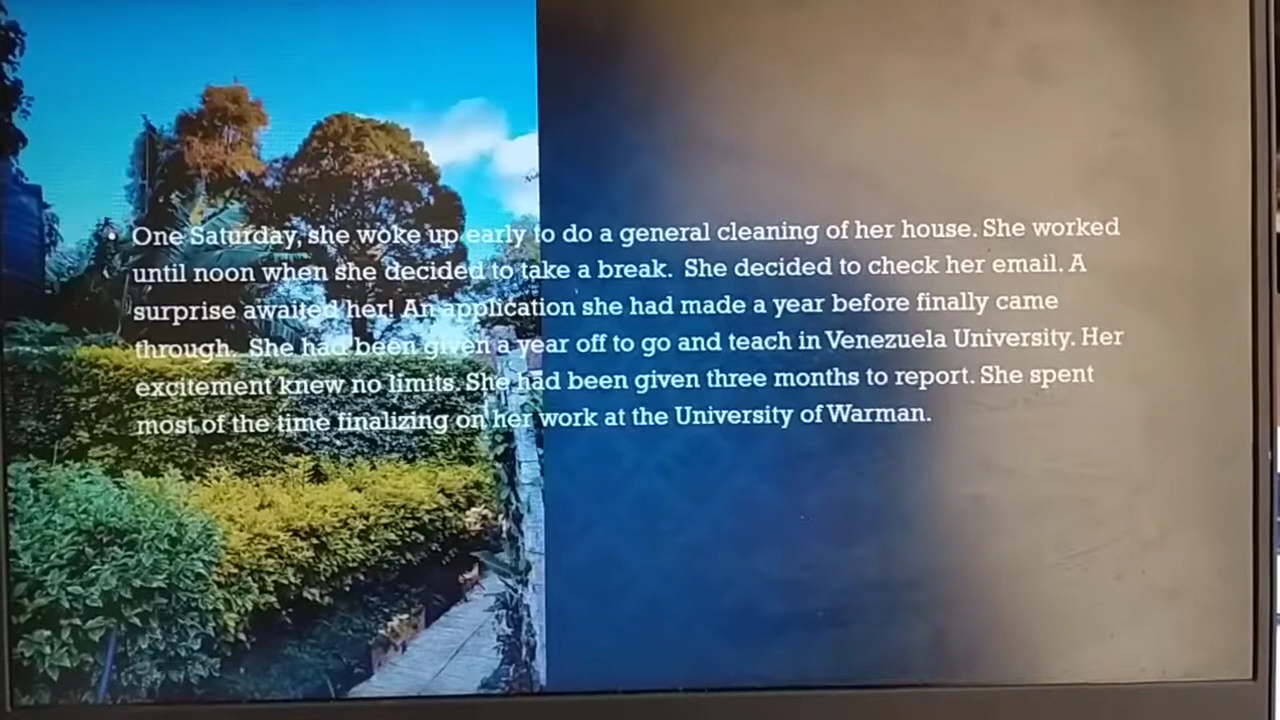 One Saturday, she woke up early to do a general cleaning of her house. She worked
until noon when she decided to take a break. She decided to check her email. A
surprise awaited her! An application she had made a year before finally came
through. She had been given a year off to go and teach in Venezuela University. Her
excitement knew no limits. She had been given three months to report. She spent
most of the time finalizing on her work at the University of Warman.